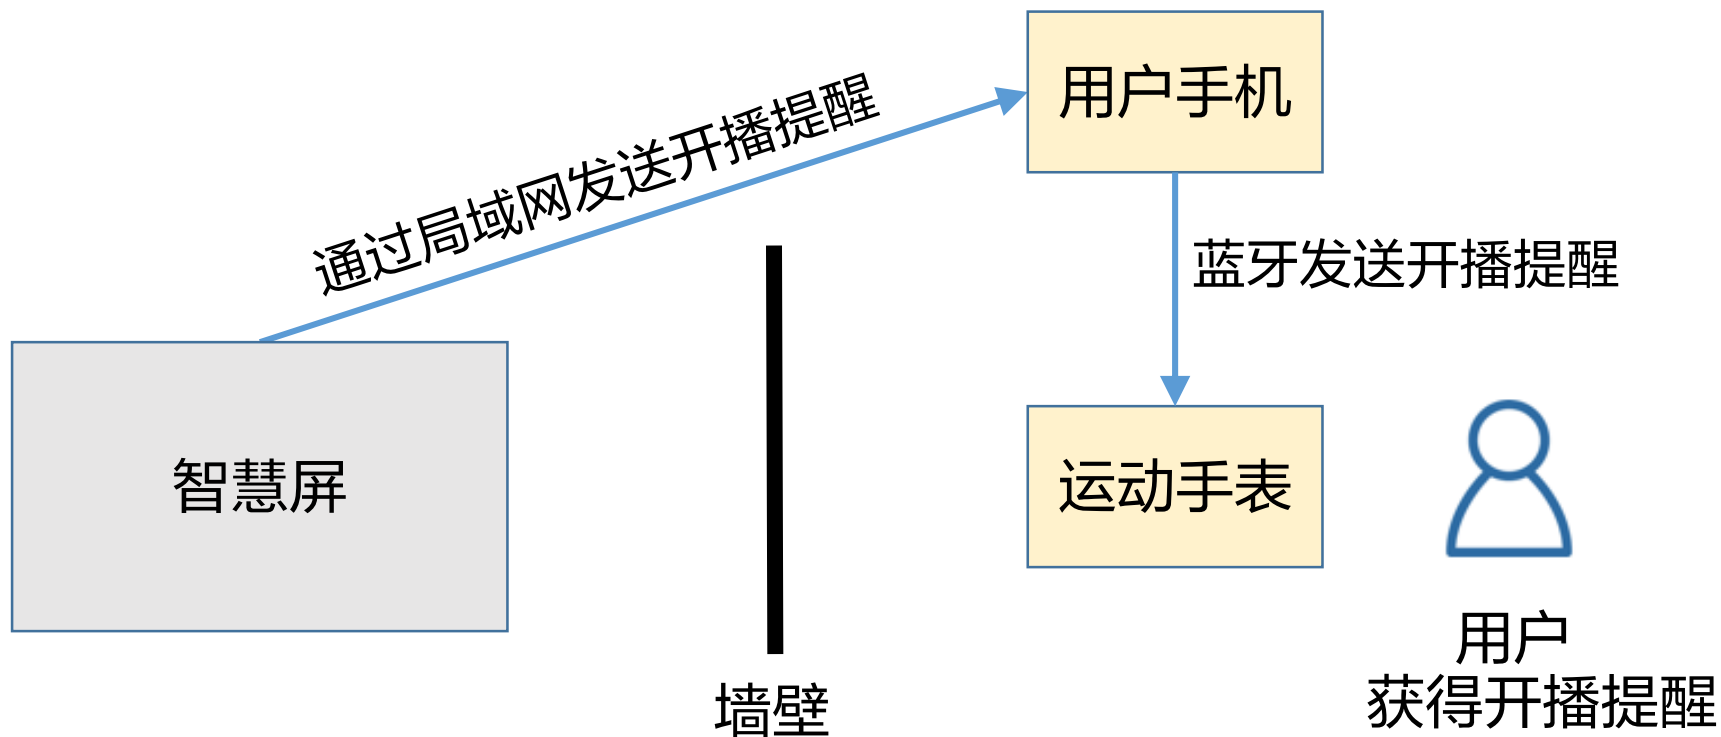 用户手机
通过局域网发送开播提醒
蓝牙发送开播提醒
智慧屏
运动手表
用户
获得开播提醒
墙壁